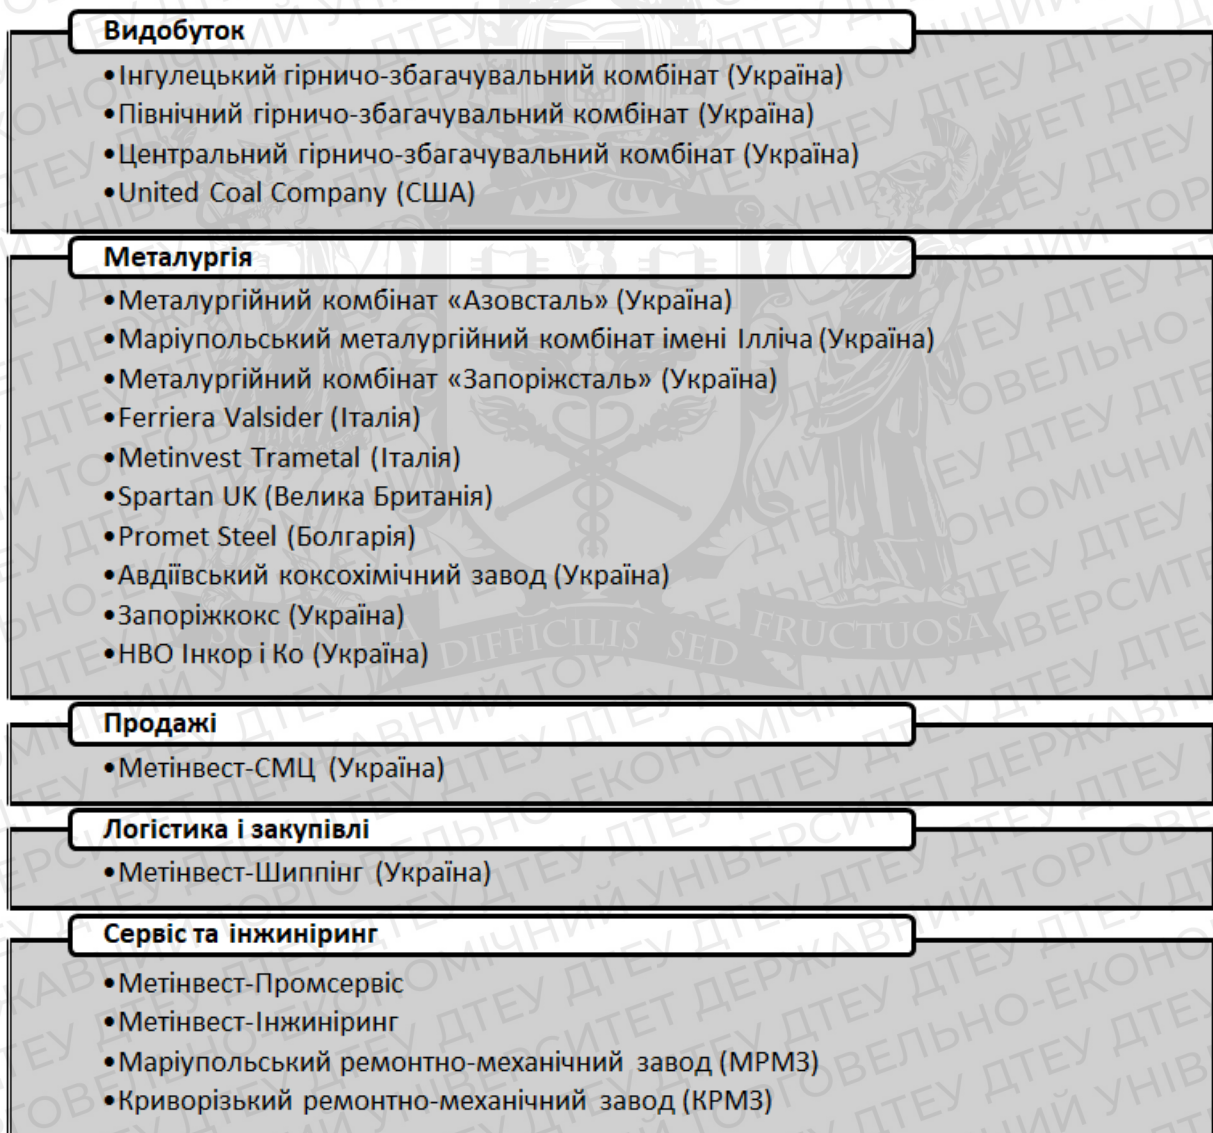 Видобуток
•Інгулецький гірничо-збагачувальний комбінат (Україна)
•Північний гірничо-збагачувальний комбінат (Україна)
•Центральний гірничо-збагачувальний комбінат (Україна)
•United Coal Company (США)
Металургія
•Металургійний комбінат «Азовсталь» (Україна)
•Маріупольський металургійний комбінат імені Ілліча (Україна)
•Металургійний комбінат «Запоріжсталь» (Україна)
•Ferriera Valsider (Італія)
•Metinvest Trametal (Італія)
•Spartan UK (Велика Британія)
•Promet Steel (Болгарія)
•Авдіївський коксохімічний завод (Україна)
•Запоріжкокс (Україна)
•НВО Інкор і Ко (Україна)
SCIENTIA DIFFICILIS SED FRUCTUOSA
Продажі
•Метінвест-СМЦ (Україна)
Логістика і закупівлі
•Метінвест-Шиппінг (Україна)
Сервіс та інжиніринг
•Метінвест-Промсервіс
•Метінвест-Інжиніринг
•Маріупольський ремонтно-механічний завод (МРМЗ)
•Криворізький ремонтно-механічний завод (КРМЗ)